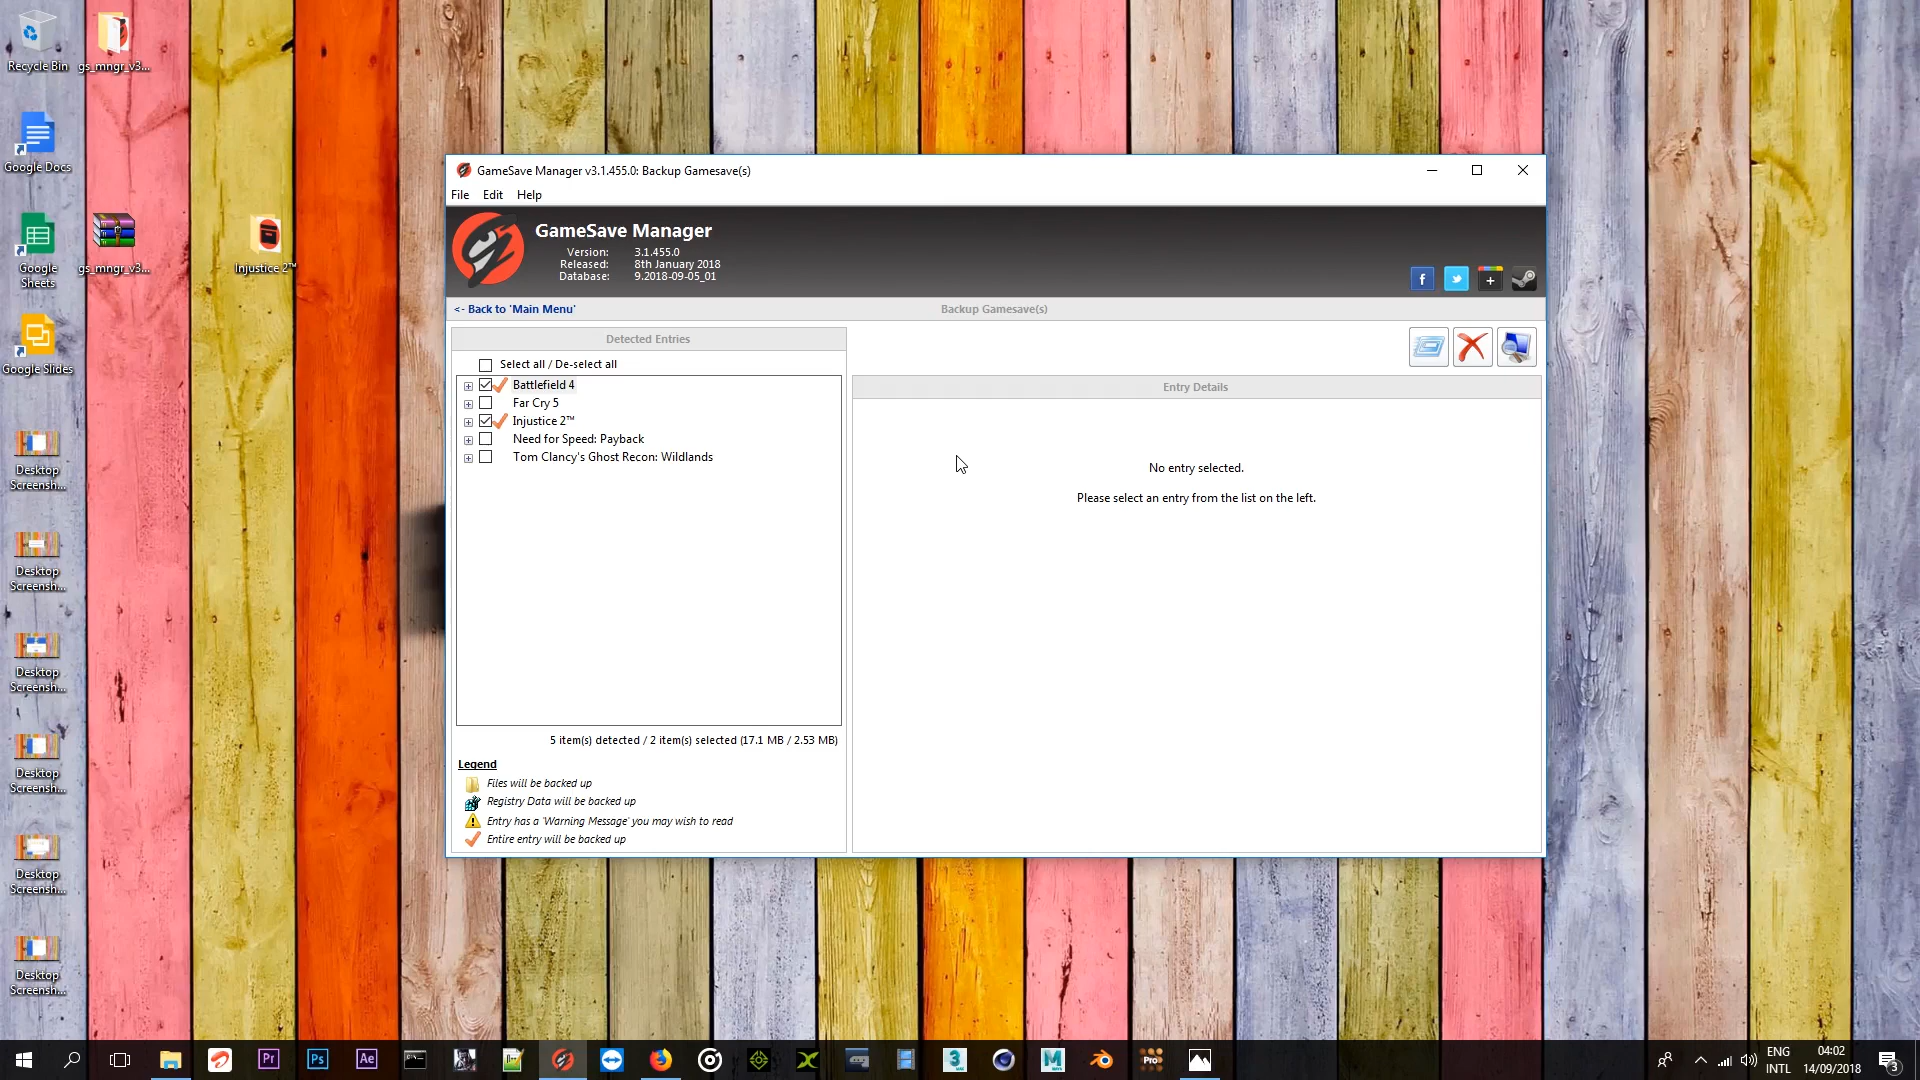 Recycle Bin
gs_mngr_v3...
Google Docs
Google
Sheets
gs_mngr_v3...
Injustice 2™
Google Slides
Desktop
Screensh...
Desktop
Screensh...
Desktop
Screensh...
Desktop
Screensh...
Desktop
Screensh...
Desktop
Screensh...
GameSave Manager v3.1.455.0: Backup Gamesave(s)
File Edit Help
GameSave Manager
Version: 3.1.455.0
Released: 8th January 2018
Database: 9.2018-09-05_01
<- Back to 'Main Menu'
Backup Gamesave(s)
Detected Entries
Select all / De-select all
Battlefield 4
Far Cry 5
Injustice 2™
Need for Speed: Payback
Tom Clancy's Ghost Recon: Wildlands
5 item(s) detected / 2 item(s) selected (17.1 MB / 2.53 MB)
Legend
Files will be backed up
Registry Data will be backed up
Entry has a 'Warning Message' you may wish to read
Entire entry will be backed up
Entry Details
No entry selected.
Please select an entry from the list on the left.
Pr
Ps
Ae
3
M
Pro
ENG
INTL
04:02
14/09/2018
3